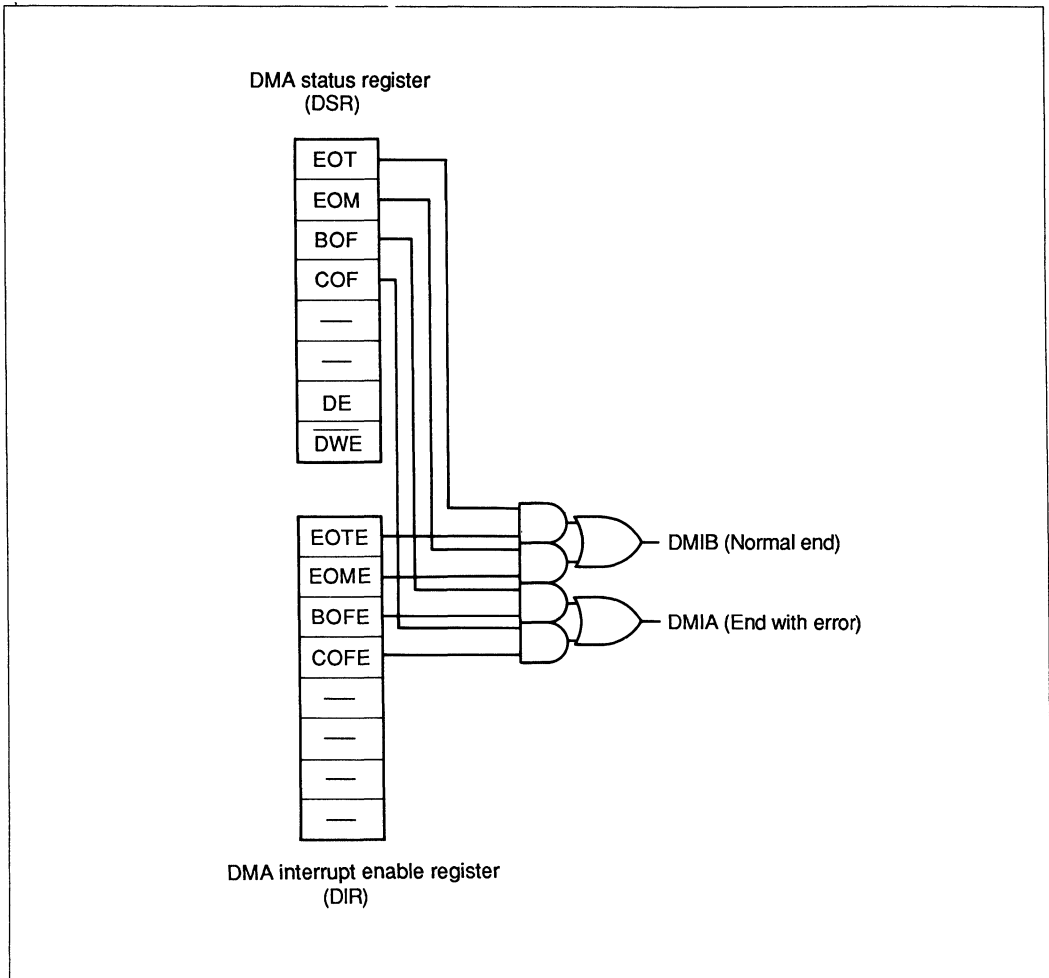 DMA status register
(DSR)
EOT
EOM
BOF
COF
—
—
DE
D̅W̅E̅
EOTE
EOME
BOFE
COFE
—
—
—
—
DMIB (Normal end)
DMIA (End with error)
DMA interrupt enable register
(DIR)